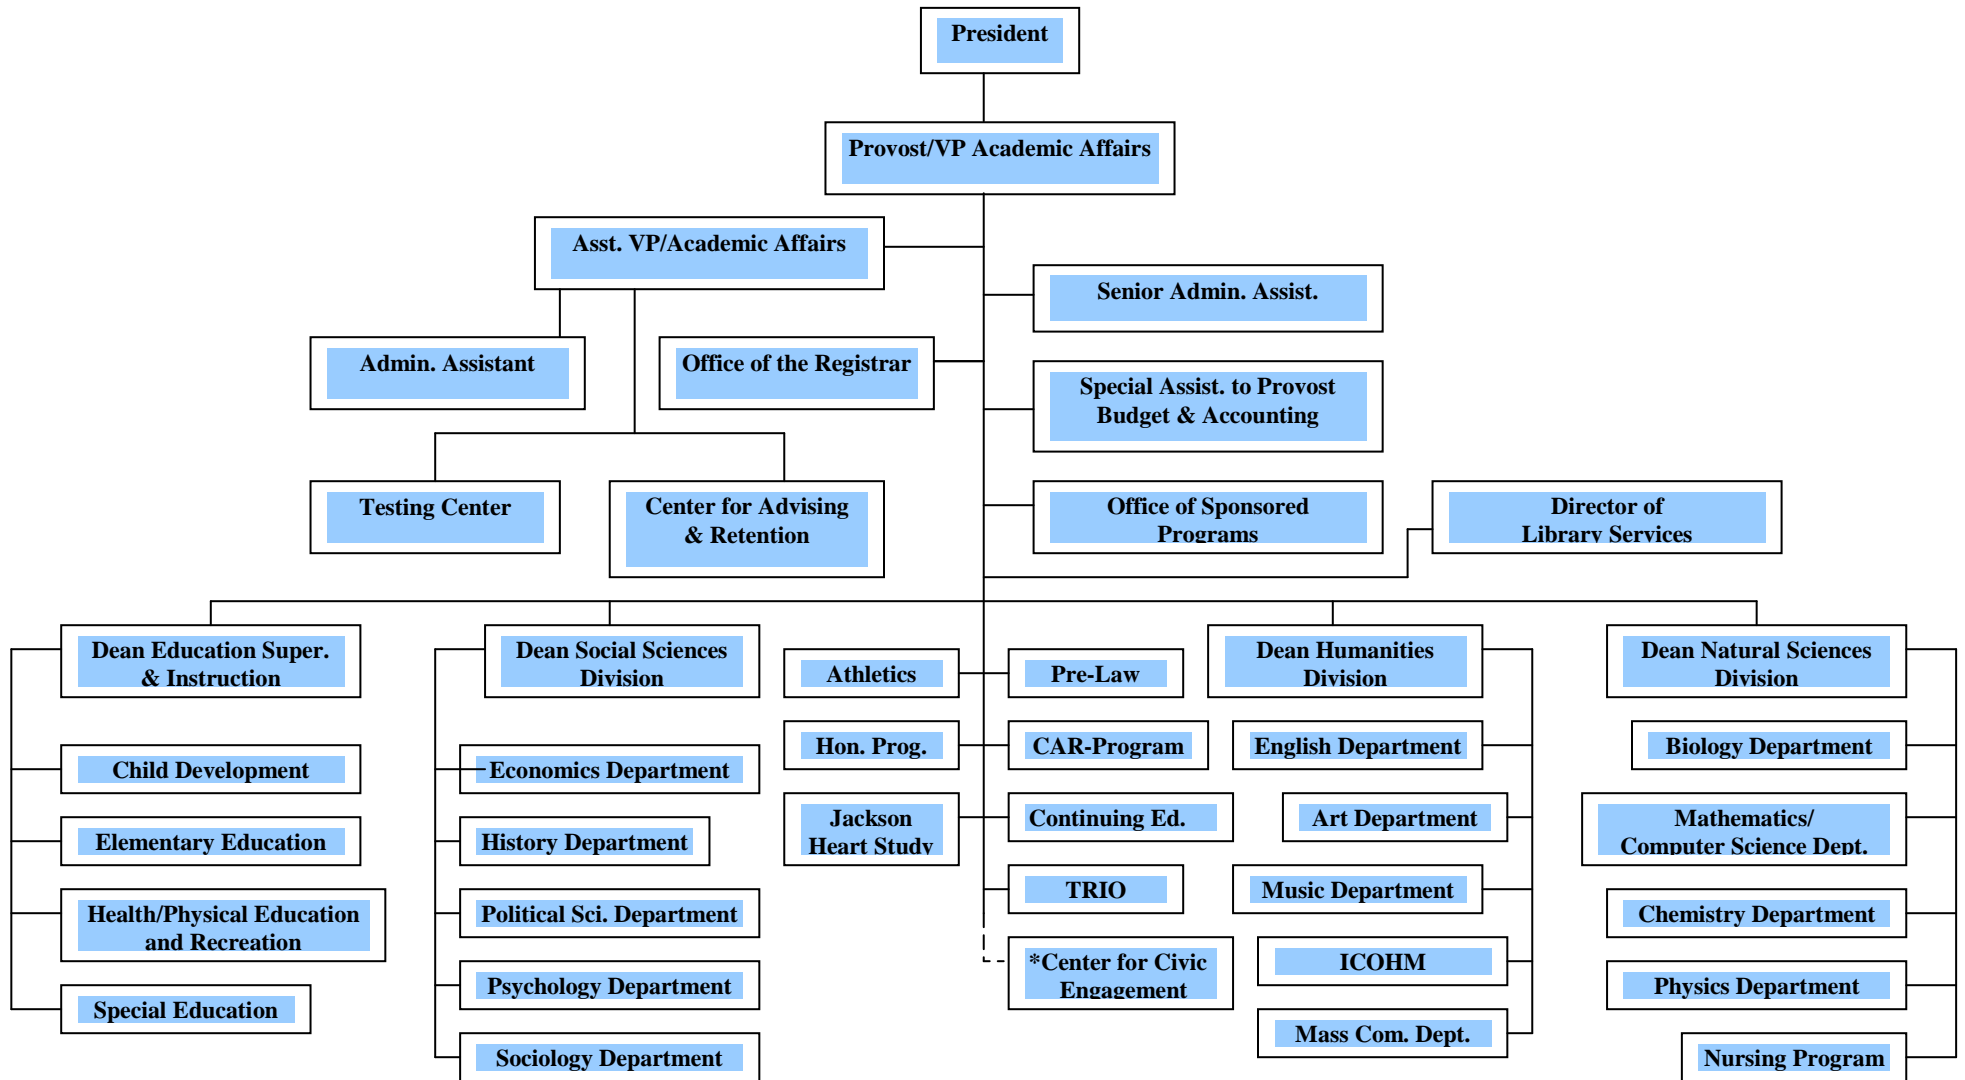 President
Provost/VP Academic Affairs
Asst. VP/Academic Affairs
Senior Admin. Assist.
Admin. Assistant
Office of the Registrar
Special Assist. to Provost
Budget & Accounting
Testing Center
Center for Advising
& Retention
Office of Sponsored
Programs
Director of
Library Services
Dean Education Super.
& Instruction
Child Development
Elementary Education
Health/Physical Education
and Recreation
Special Education
Dean Social Sciences
Division
Economics Department
History Department
Political Sci. Department
Psychology Department
Sociology Department
Athletics
Hon. Prog.
Jackson
Heart Study
Pre-Law
CAR-Program
Continuing Ed.
TRIO
*Center for Civic
Engagement
Dean Humanities
Division
English Department
Art Department
Music Department
ICOHM
Mass Com. Dept.
Dean Natural Sciences
Division
Biology Department
Mathematics/
Computer Science Dept.
Chemistry Department
Physics Department
Nursing Program